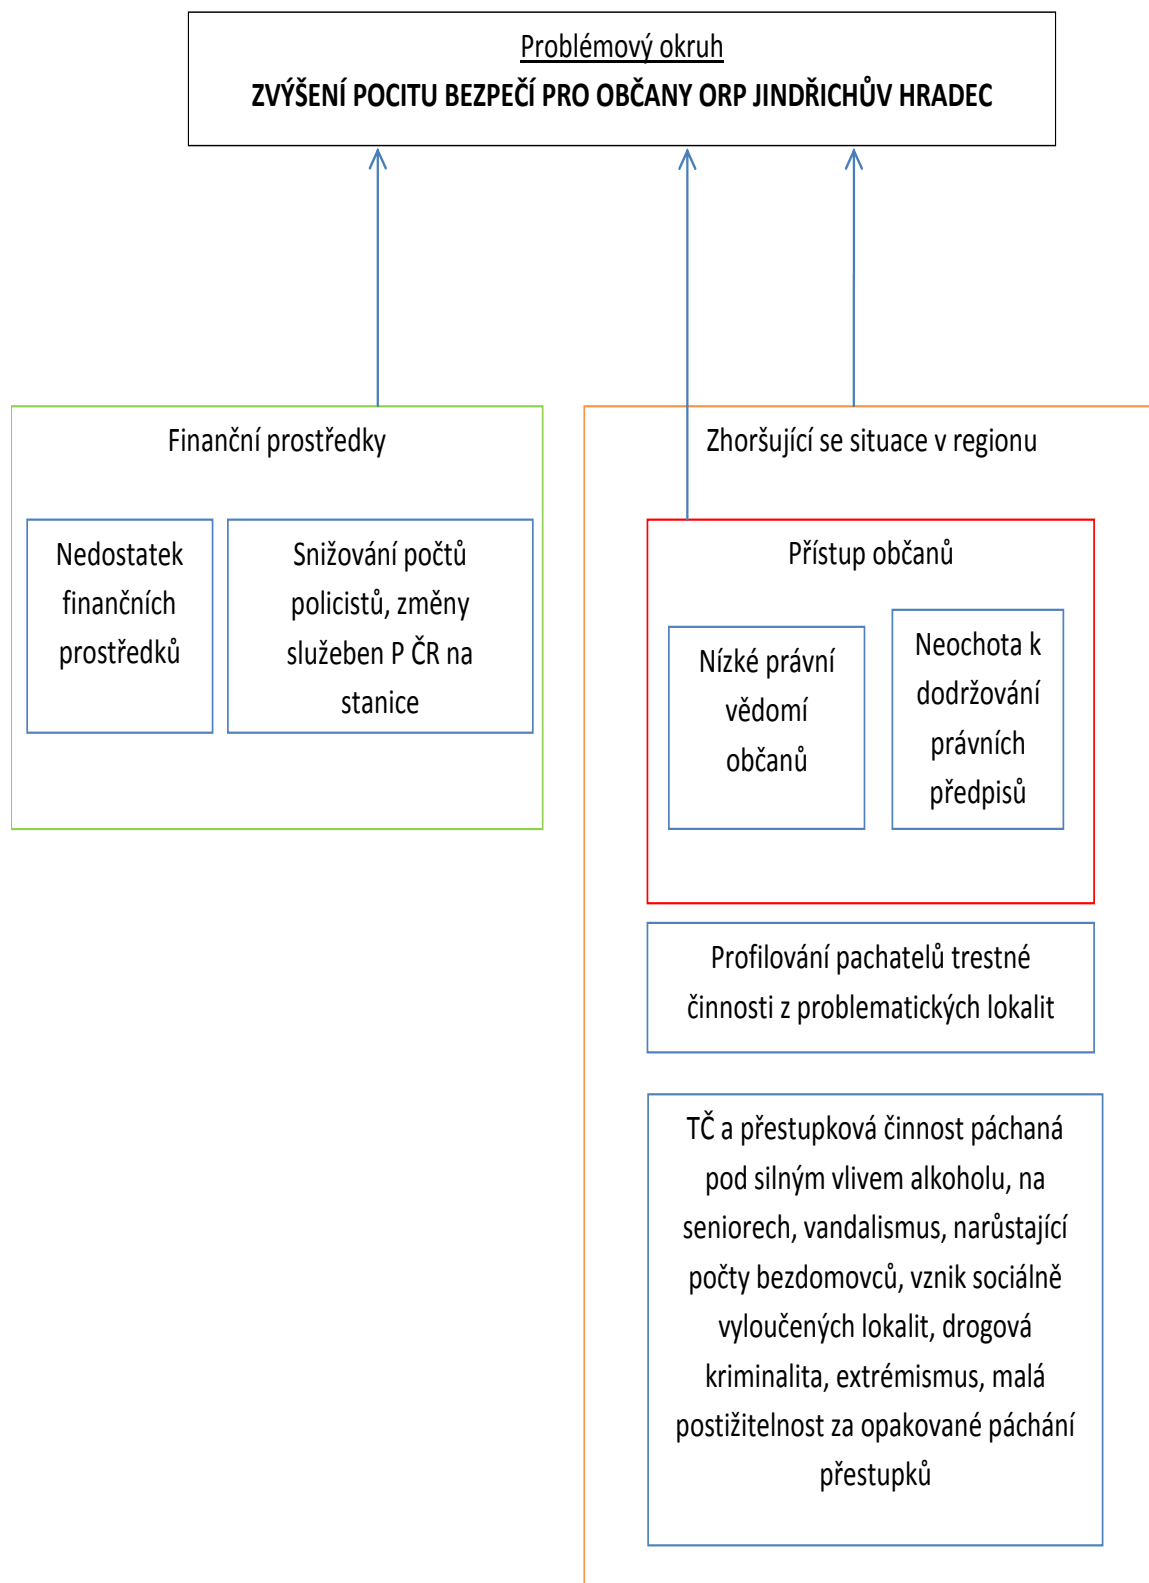 Problémový okruh
ZVÝŠENÍ POCITU BEZPEČÍ PRO OBČANY ORP JINDŘICHŮV HRADEC
Finanční prostředky
Nedostatek
finančních
prostředků
Snižování počtů
policistů, změny
služeben P ČR na
stanice
Zhoršující se situace v regionu
Přístup občanů
Nízké právní
vědomí
občanů
Neochota k
dodržování
právních
předpisů
Profilování pachatelů trestné
činnosti z problematických lokalit
TČ a přestupková činnost páchaná
pod silným vlivem alkoholu, na
seniorech, vandalismus, narůstající
počty bezdomovců, vznik sociálně
vyloučených lokalit, drogová
kriminalita, extrémismus, malá
postižitelnost za opakované páchání
přestupků